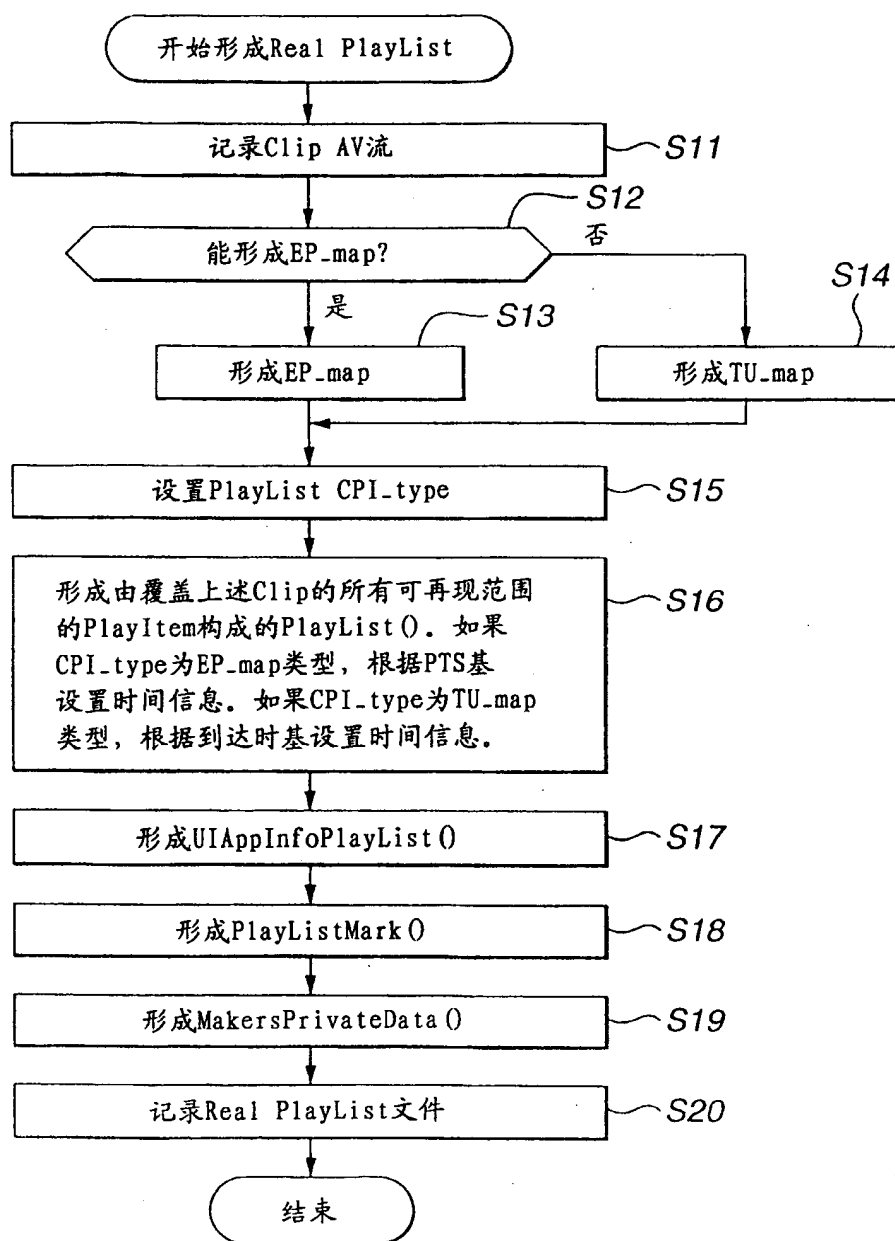 开始形成Real PlayList
记录Clip AV流
S11
S12
能形成EP_map?
否
是
S13
S14
形成EP_map
形成TU_map
设置PlayList CPI_type
S15
形成由覆盖上述Clip的所有可再现范围
的PlayItem构成的PlayList()。如果
CPI_type为EP_map类型，根据PTS基
设置时间信息。如果CPI_type为TU_map
类型，根据到达时基设置时间信息。
S16
形成UIAppInfoPlayList()
S17
形成PlayListMark()
S18
形成MakersPrivateData()
S19
记录Real PlayList文件
S20
结束